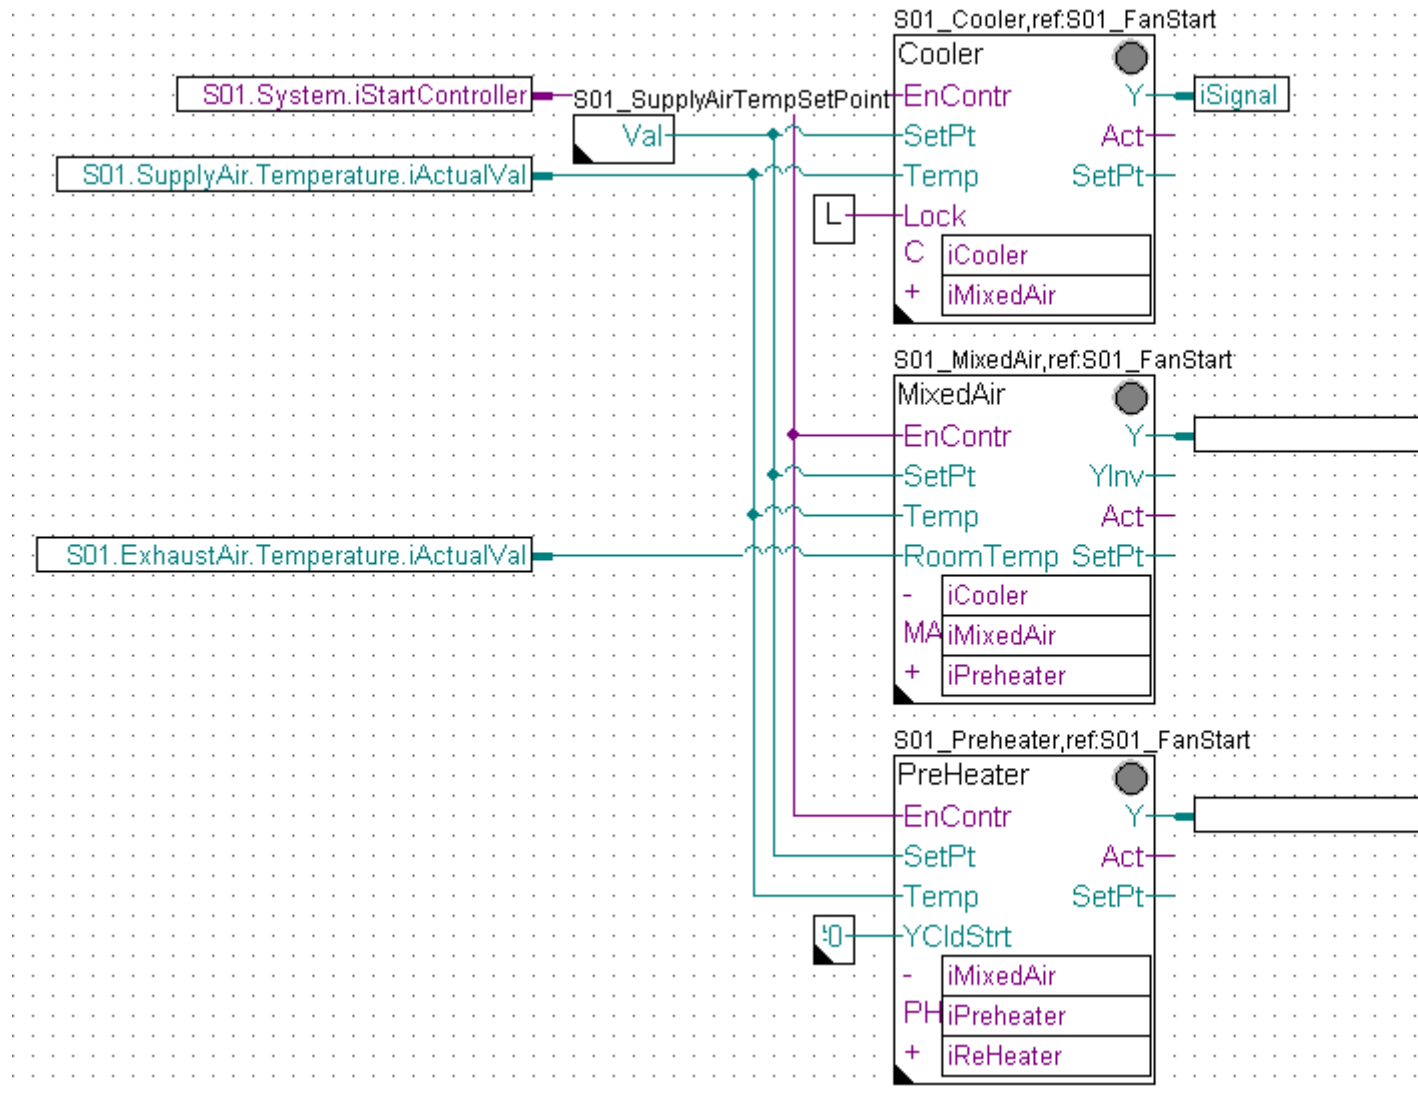 S01_Cooler,ref:S01_FanStart
Cooler
S01.System.iStartController
S01_SupplyAirTempSetPoint
EnContr Y iSignal
Val SetPt Act
S01.SupplyAir.Temperature.iActualVal Temp SetPt
L Lock
C iCooler
+ iMixedAir
S01_MixedAir,ref:S01_FanStart
MixedAir
EnContr Y
SetPt YInv
Temp Act
S01.ExhaustAir.Temperature.iActualVal RoomTemp SetPt
- iCooler
MA iMixedAir
+ iPreheater
S01_Preheater,ref:S01_FanStart
PreHeater
EnContr Y
SetPt Act
Temp SetPt
YCldStrt
- iMixedAir
PH iPreheater
+ iReHeater